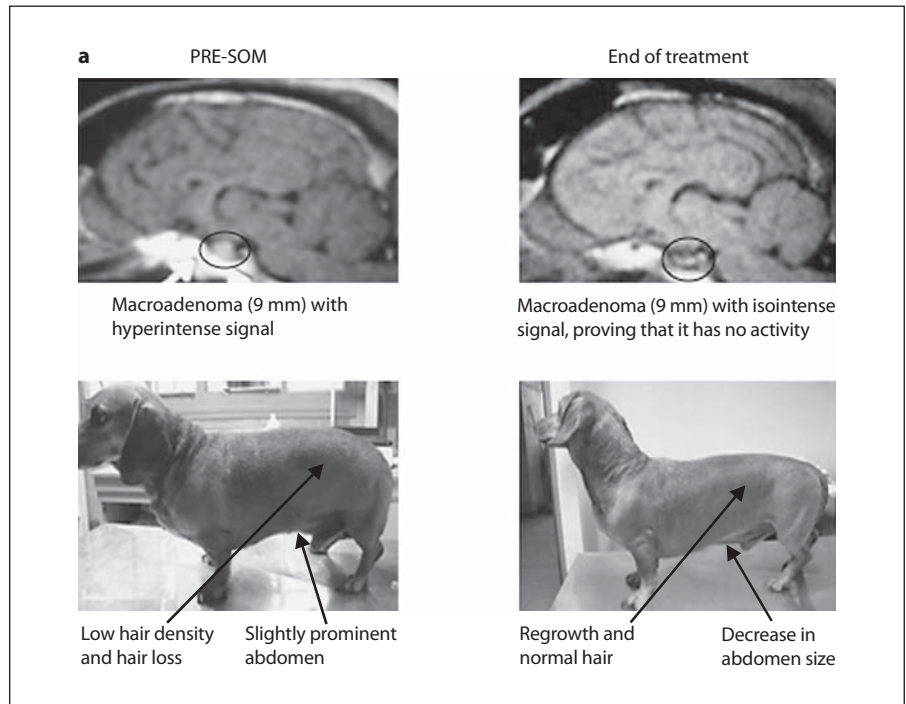 a
PRE-SOM
End of treatment
Macroadenoma (9 mm) with
hyperintense signal
Macroadenoma (9 mm) with isointense
signal, proving that it has no activity
Low hair density
and hair loss
Slightly prominent
abdomen
Regrowth and
normal hair
Decrease in
abdomen size